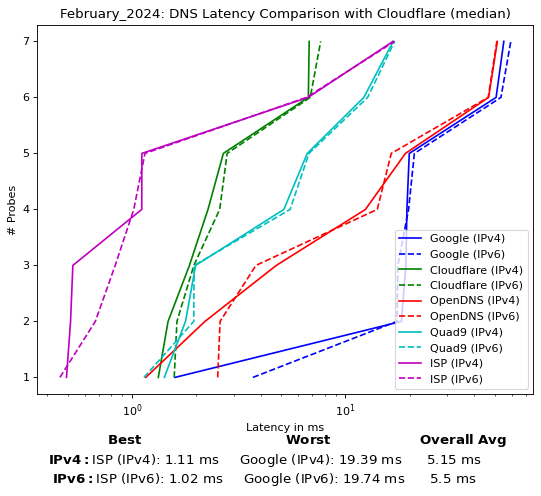 February_2024: DNS Latency Comparison with Cloudflare (median)
7
6
5
4
3
2
1
# Probes
Google (IPv4)
Google (IPv6)
Cloudflare (IPv4)
Cloudflare (IPv6)
OpenDNS (IPv4)
OpenDNS (IPv6)
Quad9 (IPv4)
Quad9 (IPv6)
ISP (IPv4)
ISP (IPv6)
10⁰ 10¹
Latency in ms
Best Worst Overall Avg
IPv4: ISP (IPv4): 1.11 ms Google (IPv4): 19.39 ms 5.15 ms
IPv6: ISP (IPv6): 1.02 ms Google (IPv6): 19.74 ms 5.5 ms